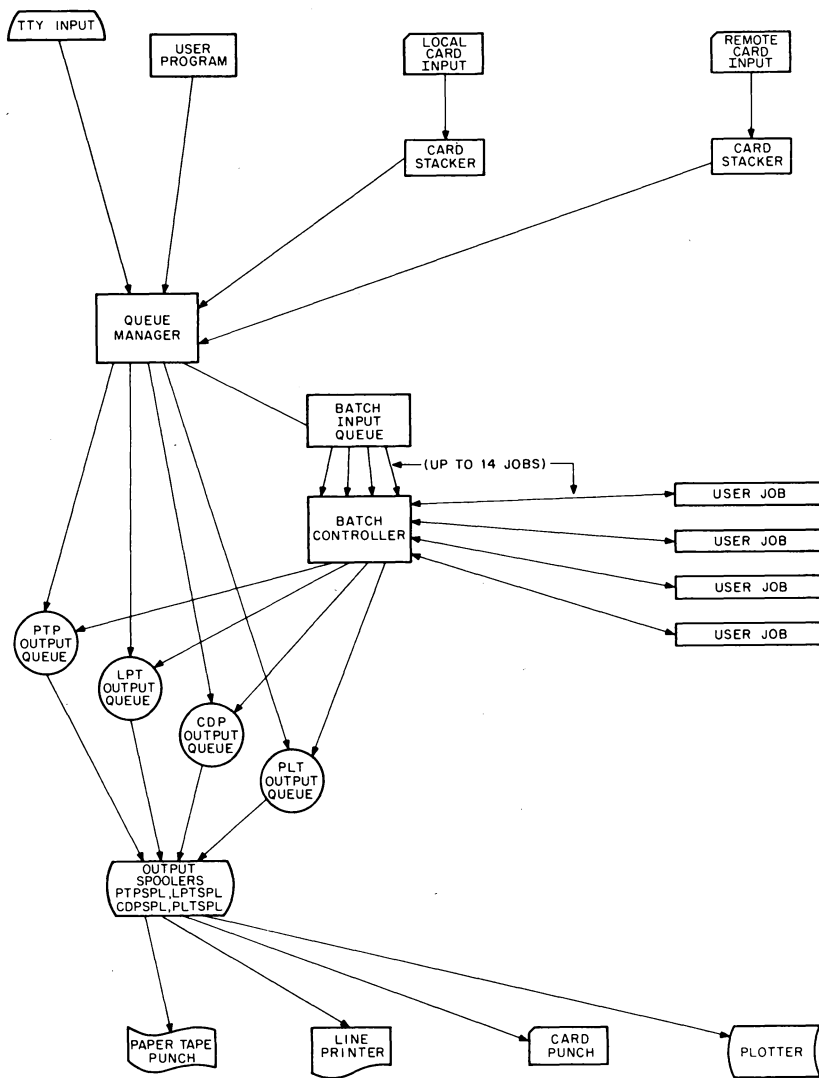 TTY INPUT
USER
PROGRAM
LOCAL
CARD
INPUT
REMOTE
CARD
INPUT
CARD
STACKER
CARD
STACKER
QUEUE
MANAGER
BATCH
INPUT
QUEUE
(UP TO 14 JOBS)
BATCH
CONTROLLER
USER JOB
USER JOB
USER JOB
USER JOB
PTP
OUTPUT
QUEUE
LPT
OUTPUT
QUEUE
CDP
OUTPUT
QUEUE
PLT
OUTPUT
QUEUE
OUTPUT
SPOOLERS
PTPSPL,LPTSPL
CDPSPL,PLTSPL
PAPER TAPE
PUNCH
LINE
PRINTER
CARD
PUNCH
PLOTTER